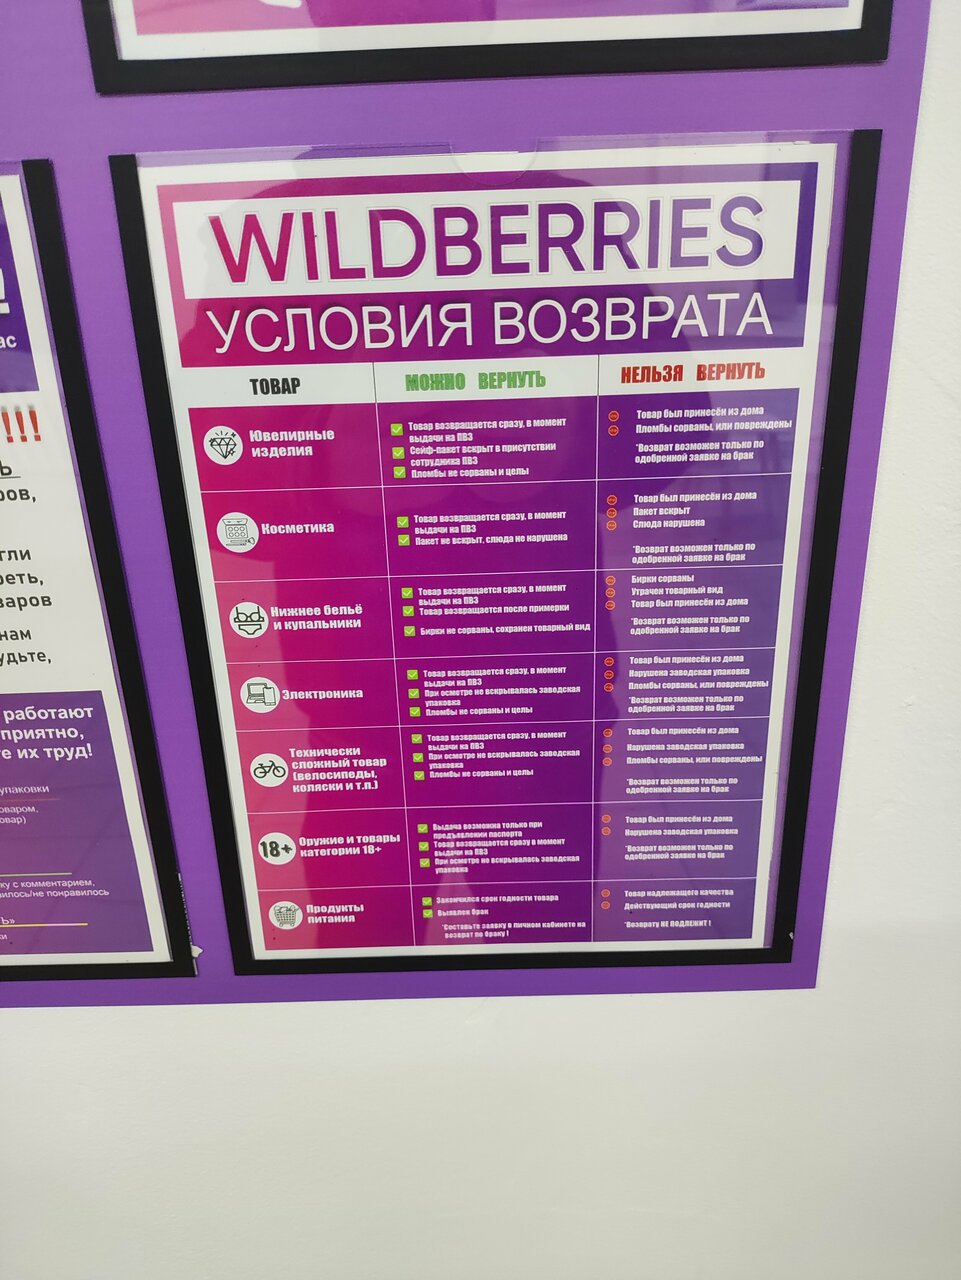 WILDBERRIES
УСЛОВИЯ ВОЗВРАТА
ТОВАР
МОЖНО ВЕРНУТЬ
НЕЛЬЗЯ ВЕРНУТЬ
Ювелирные
изделия
Товар возвращается сразу, в момент
выдачи на ПВЗ
Сейф-пакет вскрыт в присутствии
сотрудника ПВЗ
Пломбы не сорваны и целы
Товар был принесён из дома
Пломбы сорваны, или повреждены
*Возврат возможен только по
одобренной заявке на брак
Косметика
Товар возвращается сразу, в момент
выдачи на ПВЗ
Пакет не вскрыт, слюда не нарушена
Товар был принесён из дома
Пакет вскрыт
Слюда нарушена
*Возврат возможен только по
одобренной заявке на брак
Нижнее бельё
и купальники
Товар возвращается сразу, в момент
выдачи на ПВЗ
Товар возвращается после примерки
Бирки не сорваны, сохранен товарный вид
Бирки сорваны
Утрачен товарный вид
Товар был принесён из дома
*Возврат возможен только по
одобренной заявке на брак
Электроника
Товар возвращается сразу, в момент
выдачи на ПВЗ
При осмотре не вскрывалась заводская
упаковка
Пломбы не сорваны и целы
Товар был принесён из дома
Нарушена заводская упаковка
Пломбы сорваны, или повреждены
*Возврат возможен только по
одобренной заявке на брак
Технически
сложный товар
(велосипеды,
коляски и т.п.)
Товар возвращается сразу, в момент
выдачи на ПВЗ
При осмотре не вскрывалась заводская
упаковка
Пломбы не сорваны и целы
Товар был принесён из дома
Нарушена заводская упаковка
Пломбы сорваны, или повреждены
*Возврат возможен только по
одобренной заявке на брак
18+
Оружие и товары
категории 18+
Выдача возможна только при
предъявлении паспорта
Товар возвращается сразу в момент
выдачи на ПВЗ
При осмотре не вскрывалась заводская
упаковка
Товар был принесён из дома
Нарушена заводская упаковка
*Возврат возможен только по
одобренной заявке на брак
Продукты
питания
Закончился срок годности товара
Выявлен брак
*Составьте заявку в личном кабинете на
возврат по браку !
Товар надлежащего качества
Действующий срок годности
*Возврату НЕ ПОДЛЕЖИТ !
!!!
нам
работают
приятно,
их труд!
упаковки
с комментарием,
не понравилось